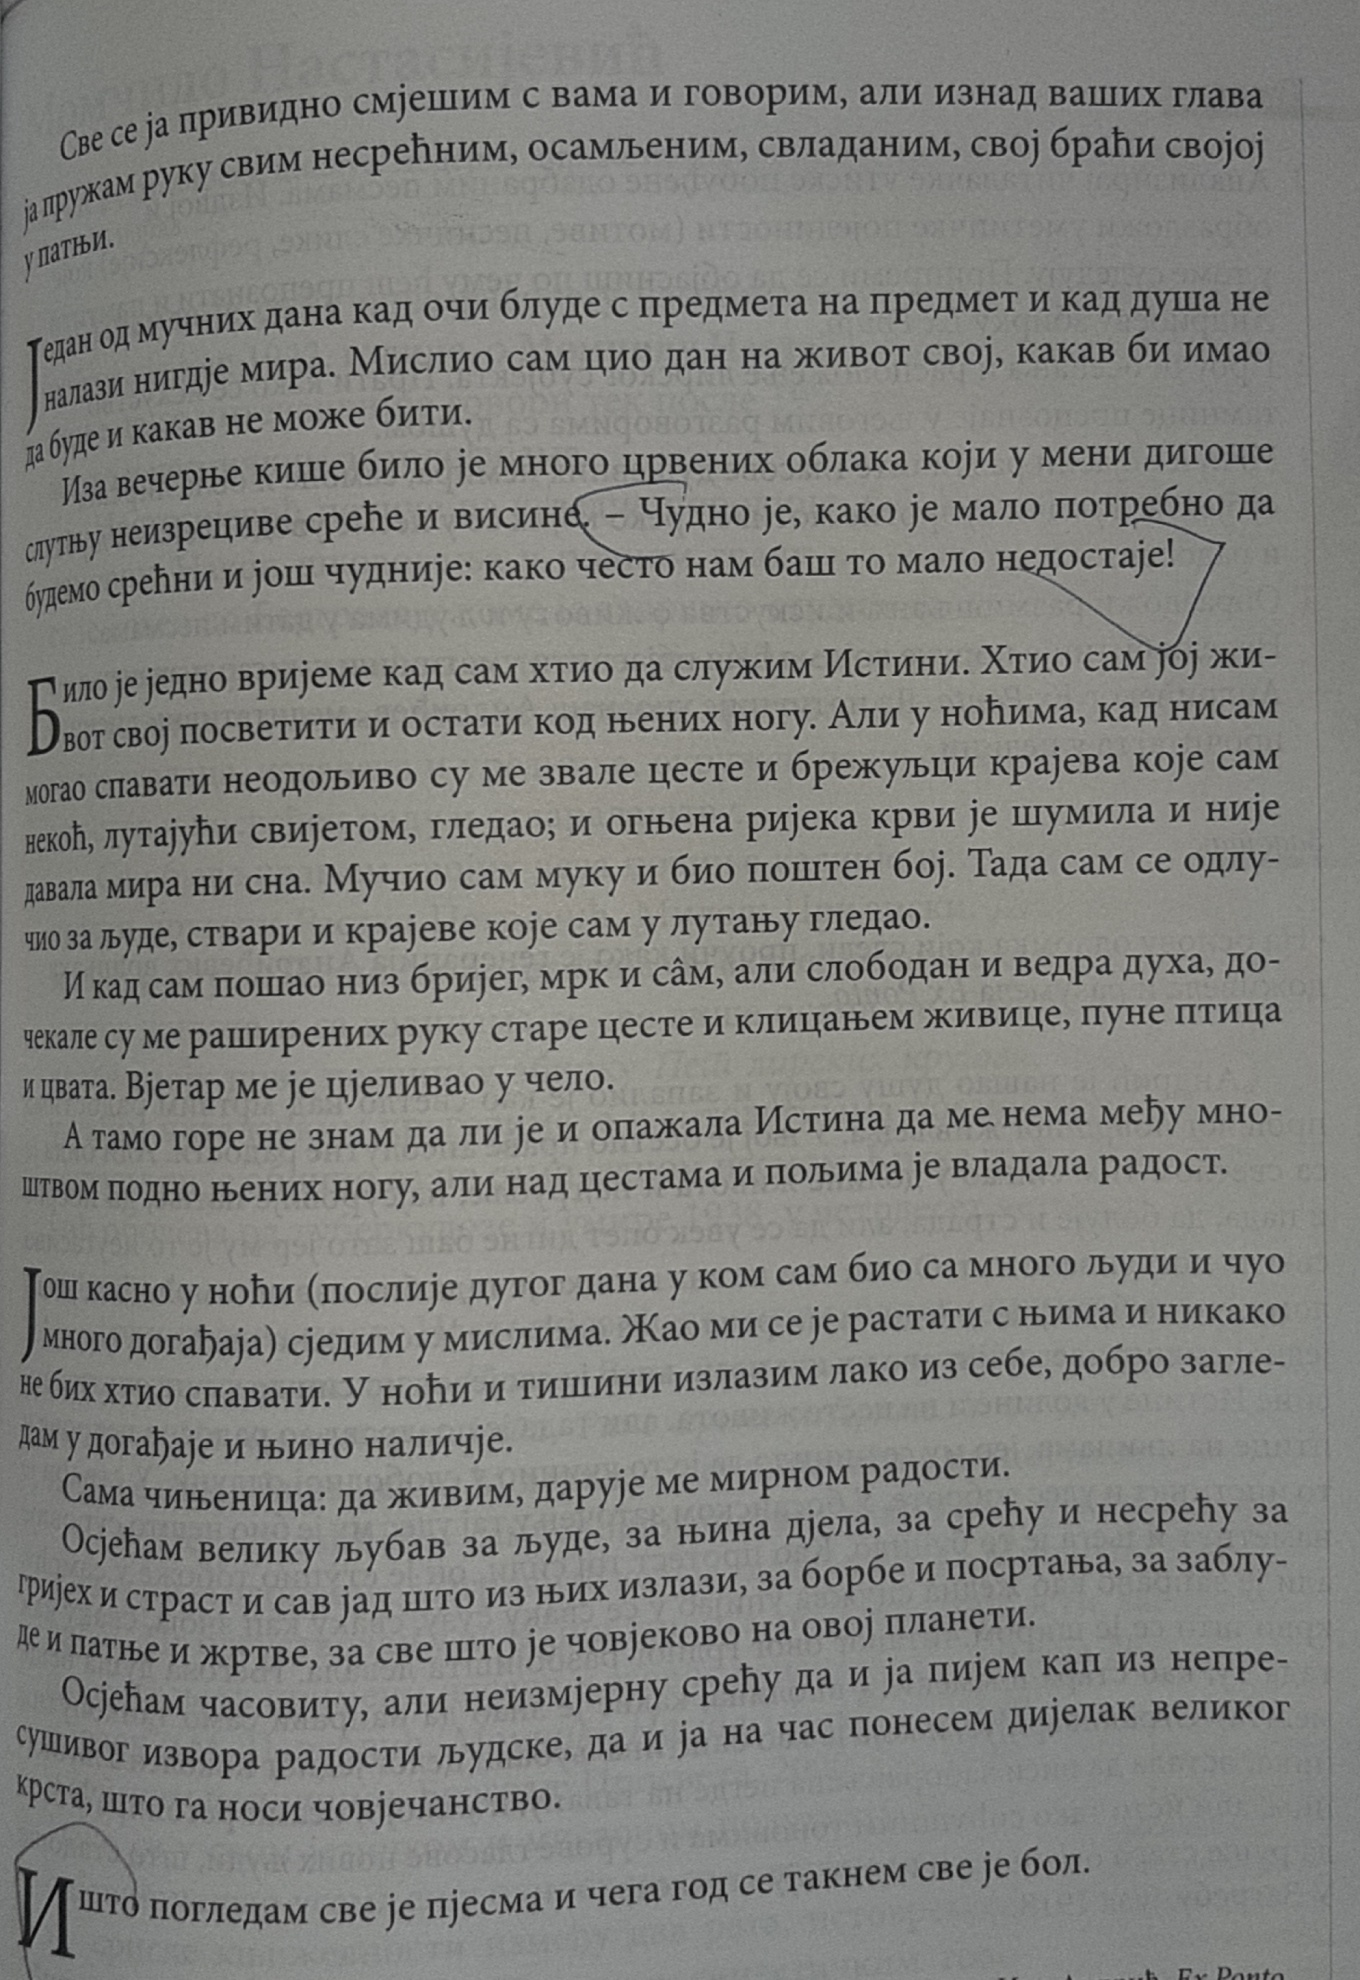 Све се ја привидно смјешим с вама и говорим, али изнад ваших глава
ја пружам руку свим несрећним, осамљеним, свладаним, свој браћи својој
у патњи.
Један од мучних дана кад очи блуде с предмета на предмет и кад душа не
налази нигдје мира. Мислио сам цио дан на живот свој, какав би имао
да буде и какав не може бити.
Иза вечерње кише било је много црвених облака који у мени дигоше
слутњу неизрециве среће и висине. – Чудно је, како је мало потребно да
будемо срећни и још чудније: како често нам баш то мало недостаје!
Било је једно вријеме кад сам хтио да служим Истини. Хтио сам јој жи-
вот свој посветити и остати код њених ногу. Али у ноћима, кад нисам
могао спавати неодољиво су ме звале цесте и брежуљци крајева које сам
некоћ, лутајући свијетом, гледао; и огњена ријека крви је шумила и није
давала мира ни сна. Мучио сам муку и био поштен бој. Тада сам се одлу-
чио за људе, ствари и крајеве које сам у лутању гледао.
И кад сам пошао низ бријег, мрк и сâм, али слободан и ведра духа, до-
чекале су ме раширених руку старе цесте и клицањем живице, пуне птица
и цвата. Вјетар ме је цјеливао у чело.
А тамо горе не знам да ли је и опажала Истина да ме нема међу мно-
штвом подно њених ногу, али над цестама и пољима је владала радост.
Још касно у ноћи (послије дугог дана у ком сам био са много људи и чуо
много догађаја) сједим у мислима. Жао ми се је растати с њима и никако
не бих хтио спавати. У ноћи и тишини излазим лако из себе, добро загле-
дам у догађаје и њино наличје.
Сама чињеница: да живим, дарује ме мирном радости.
Осјећам велику љубав за људе, за њина дјела, за срећу и несрећу за
гријех и страст и сав јад што из њих излази, за борбе и посртања, за заблу-
де и патње и жртве, за све што је човјеково на овој планети.
Осјећам часовиту, али неизмјерну срећу да и ја пијем кап из непре-
сушивог извора радости људске, да и ја на час понесем дијелак великог
крста, што га носи човјечанство.
И што погледам све је пјесма и чега год се такнем све је бол.
Ex Ponto